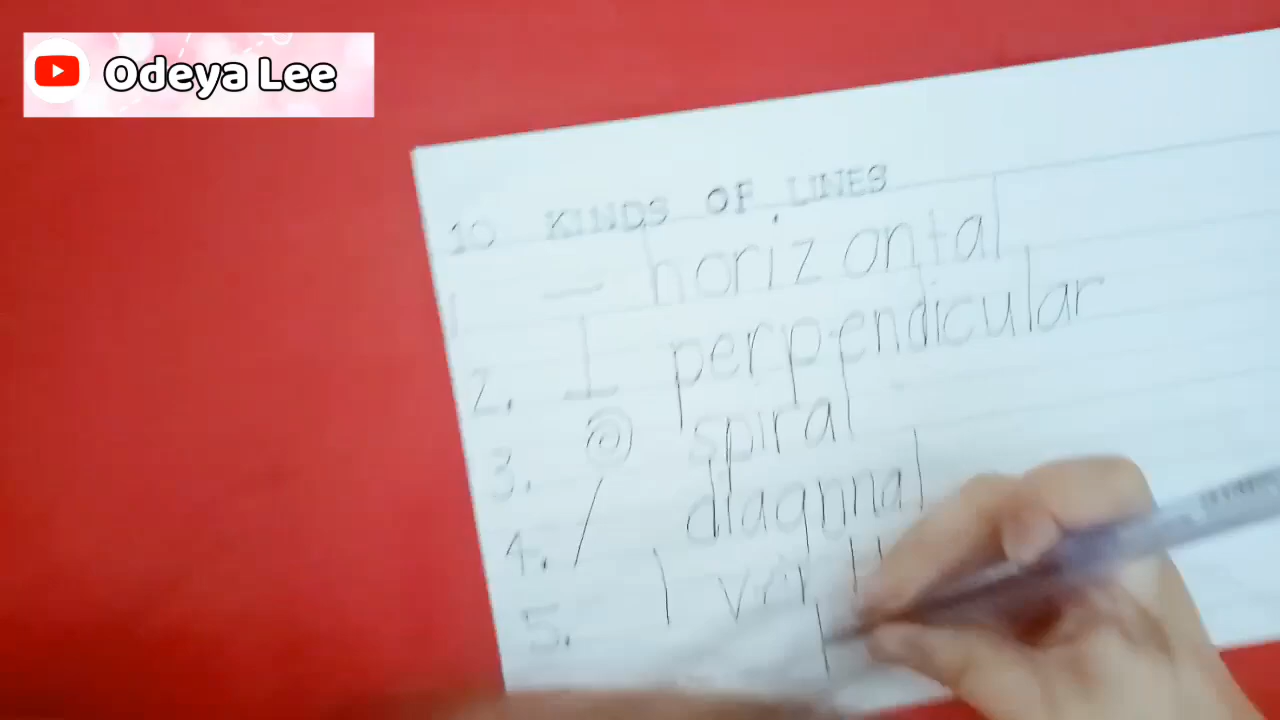 Odeya Lee
10 KINDS OF LINES
1 — horizontal
2. perpendicular
3. spiral
4. / diagonal
5. |